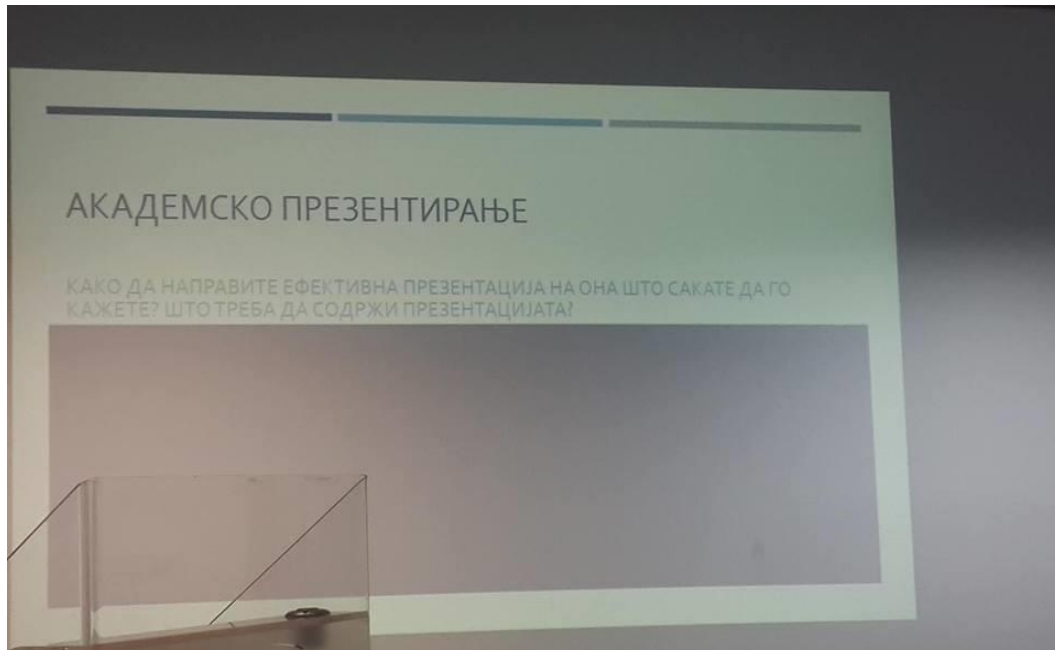 АКАДЕМСКО ПРЕЗЕНТИРАЊЕ
КАКО ДА НАПРАВИТЕ ЕФЕКТИВНА ПРЕЗЕНТАЦИЈА НА ОНА ШТО САКАТЕ ДА ГО
КАЖЕТЕ? ШТО ТРЕБА ДА СОДРЖИ ПРЕЗЕНТАЦИЈАТА?